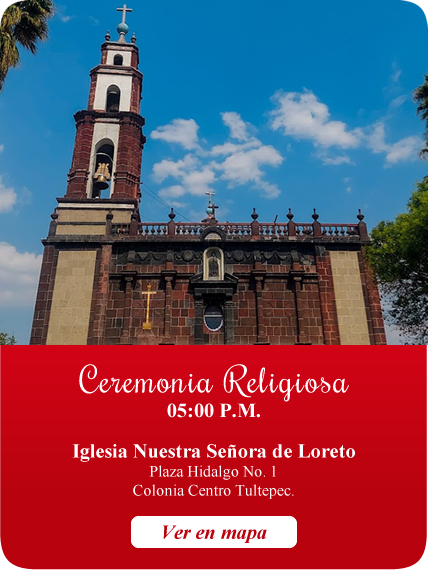 Ceremonia Religiosa
05:00 P.M.
Iglesia Nuestra Señora de Loreto
Plaza Hidalgo No. 1
Colonia Centro Tultepec.
Ver en mapa